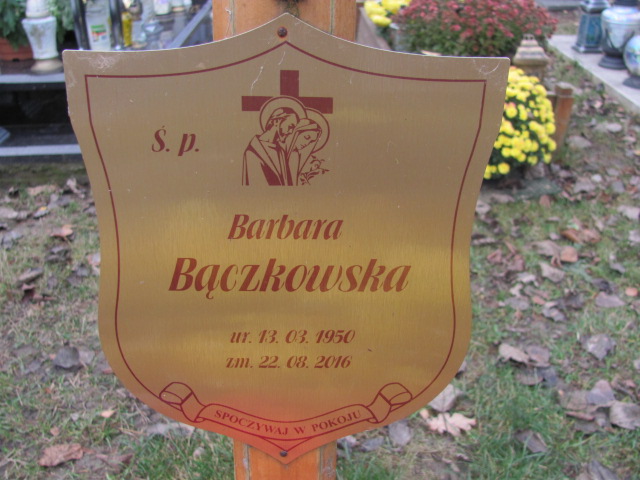 Ś. p.
Barbara
Bączkowska
ur. 13. 03. 1950
zm. 22. 08. 2016
SPOCZYWAJ W POKOJU